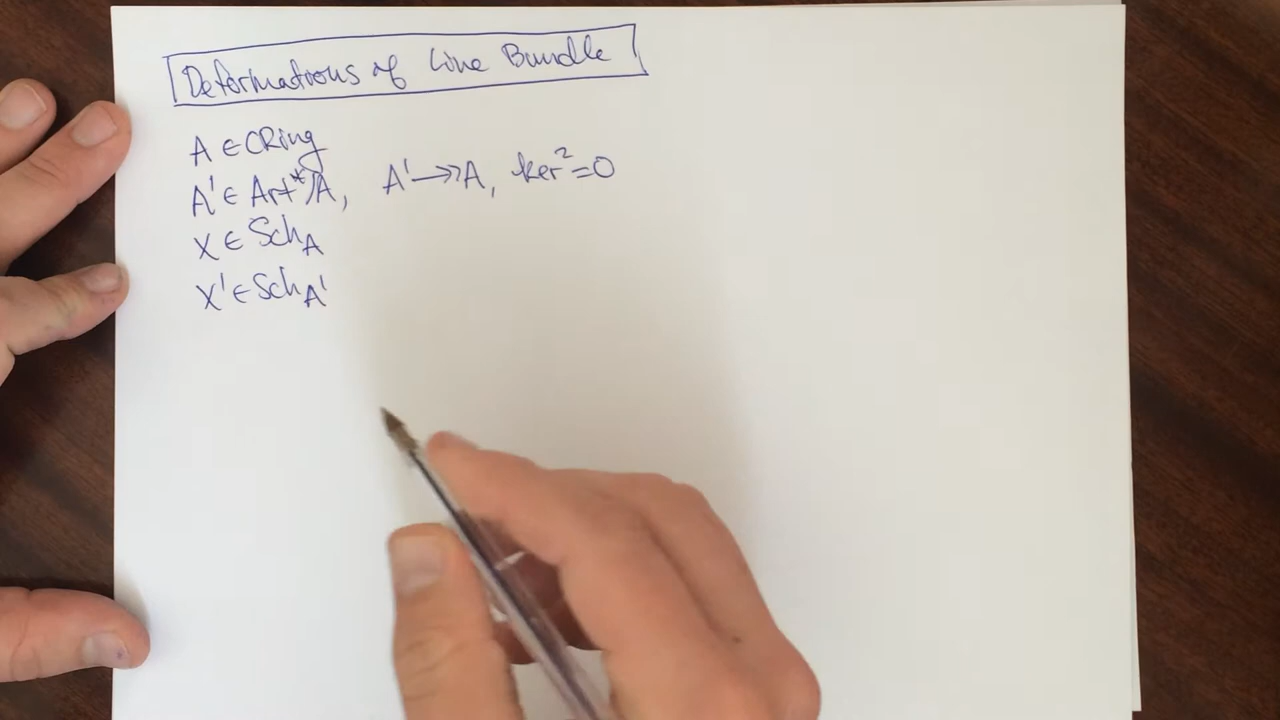 Deformations of Line Bundle
A ∈ CRing
A' ∈ Art*/A, A' ↠ A, ker²=0
X ∈ Sch_A
X' ∈ Sch_A'